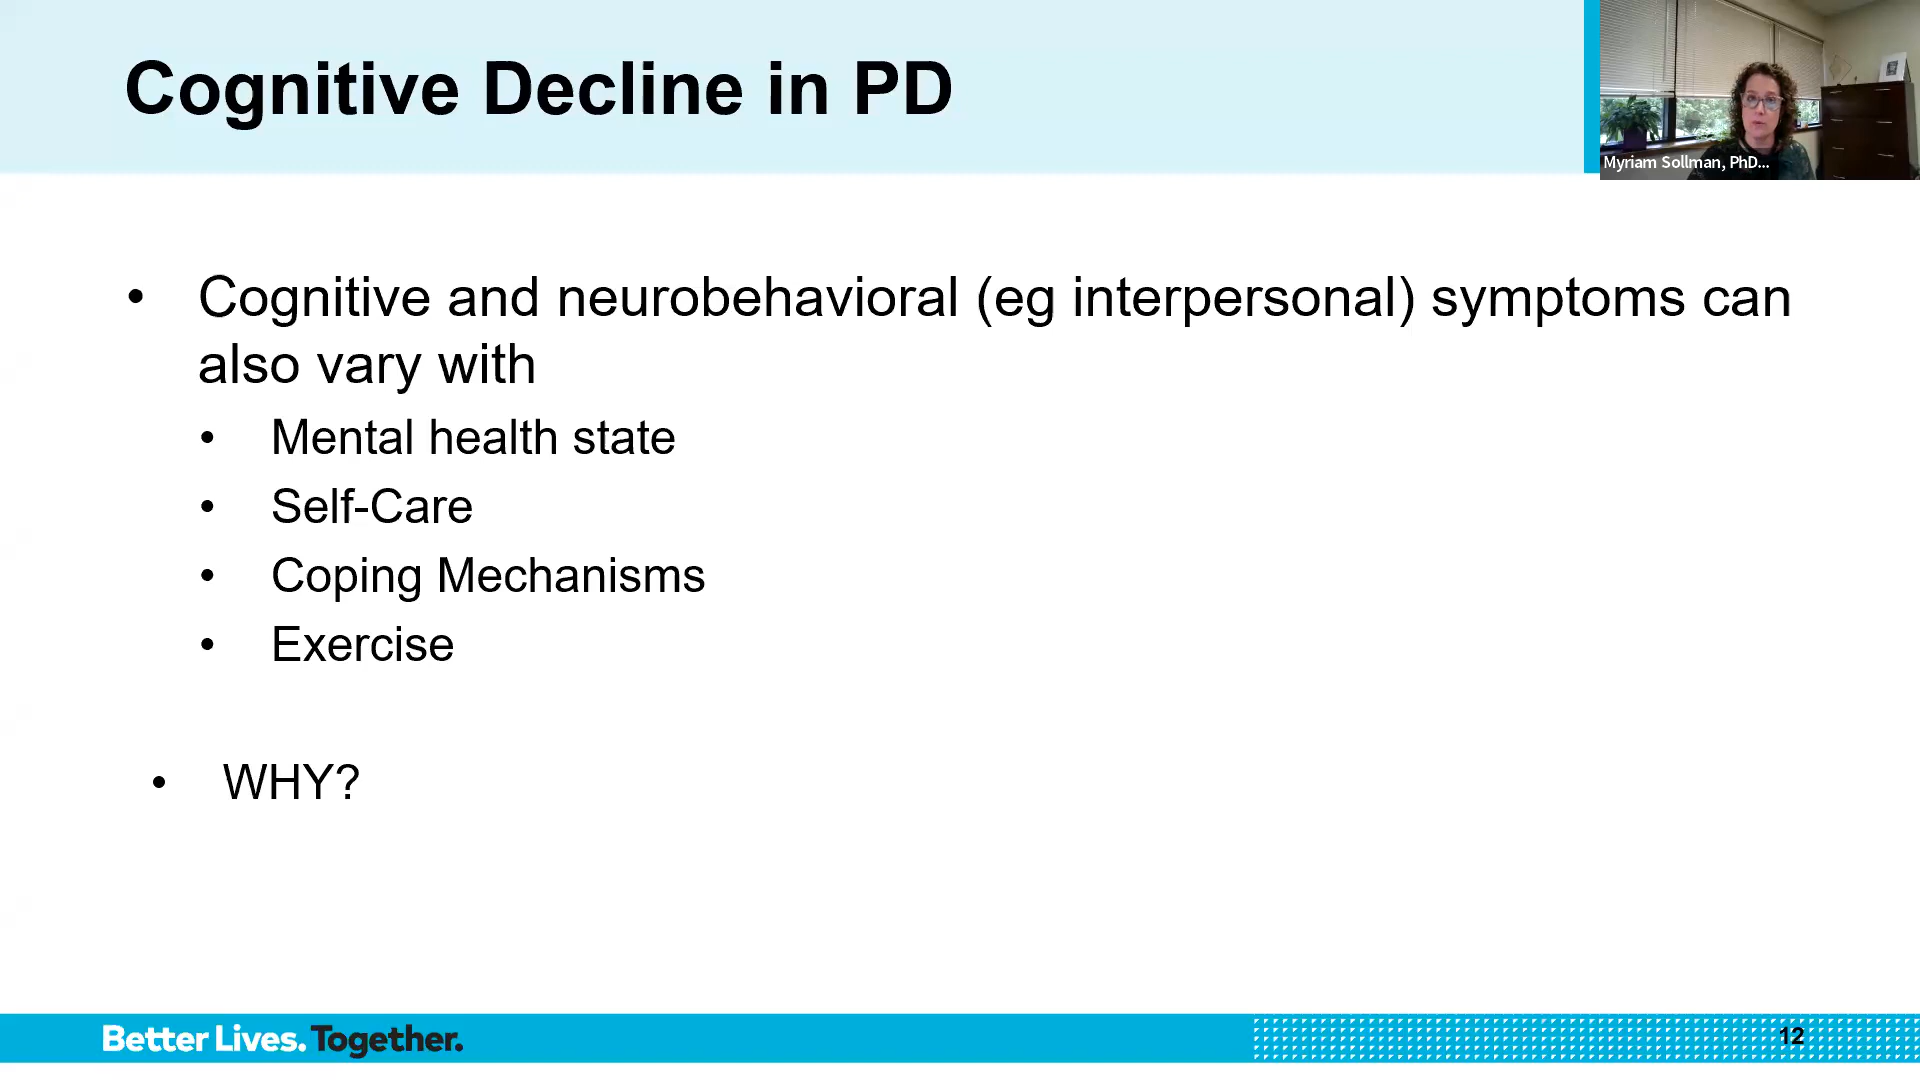 Cognitive Decline in PD
Myriam Sollman, PhD...
• Cognitive and neurobehavioral (eg interpersonal) symptoms can
also vary with
• Mental health state
• Self-Care
• Coping Mechanisms
• Exercise
• WHY?
Better Lives. Together.
12